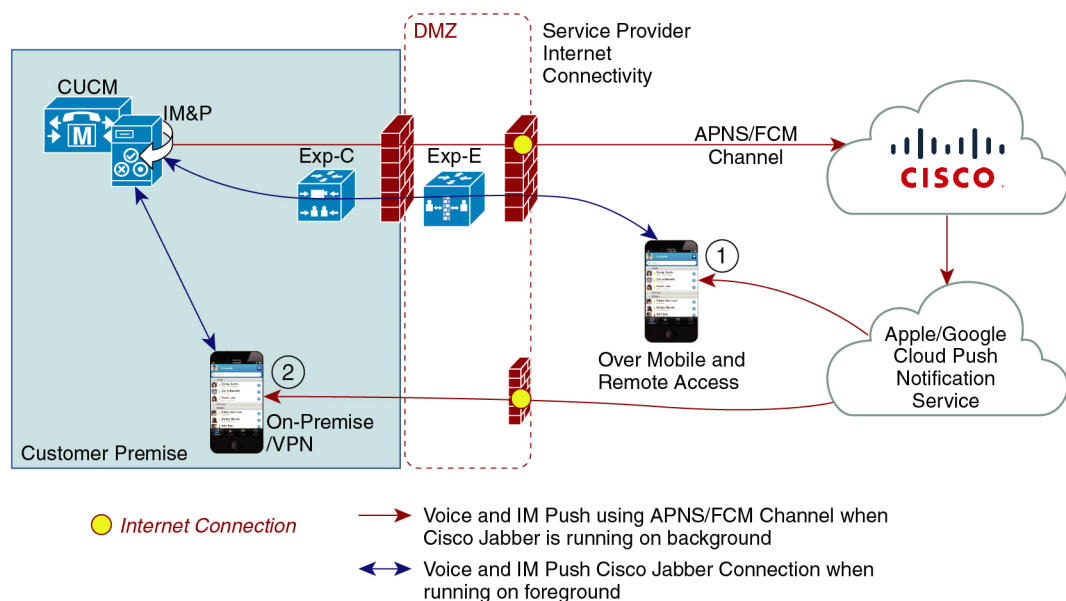 DMZ
Service Provider
Internet
Connectivity
CUCM
IM&P
M
Exp-C
Exp-E
APNS/FCM
Channel
CISCO
1
Over Mobile and
Remote Access
Apple/Google
Cloud Push
Notification
Service
2
On-Premise
/VPN
Customer Premise
Internet Connection
Voice and IM Push using APNS/FCM Channel when
Cisco Jabber is running on background
Voice and IM Push Cisco Jabber Connection when
running on foreground